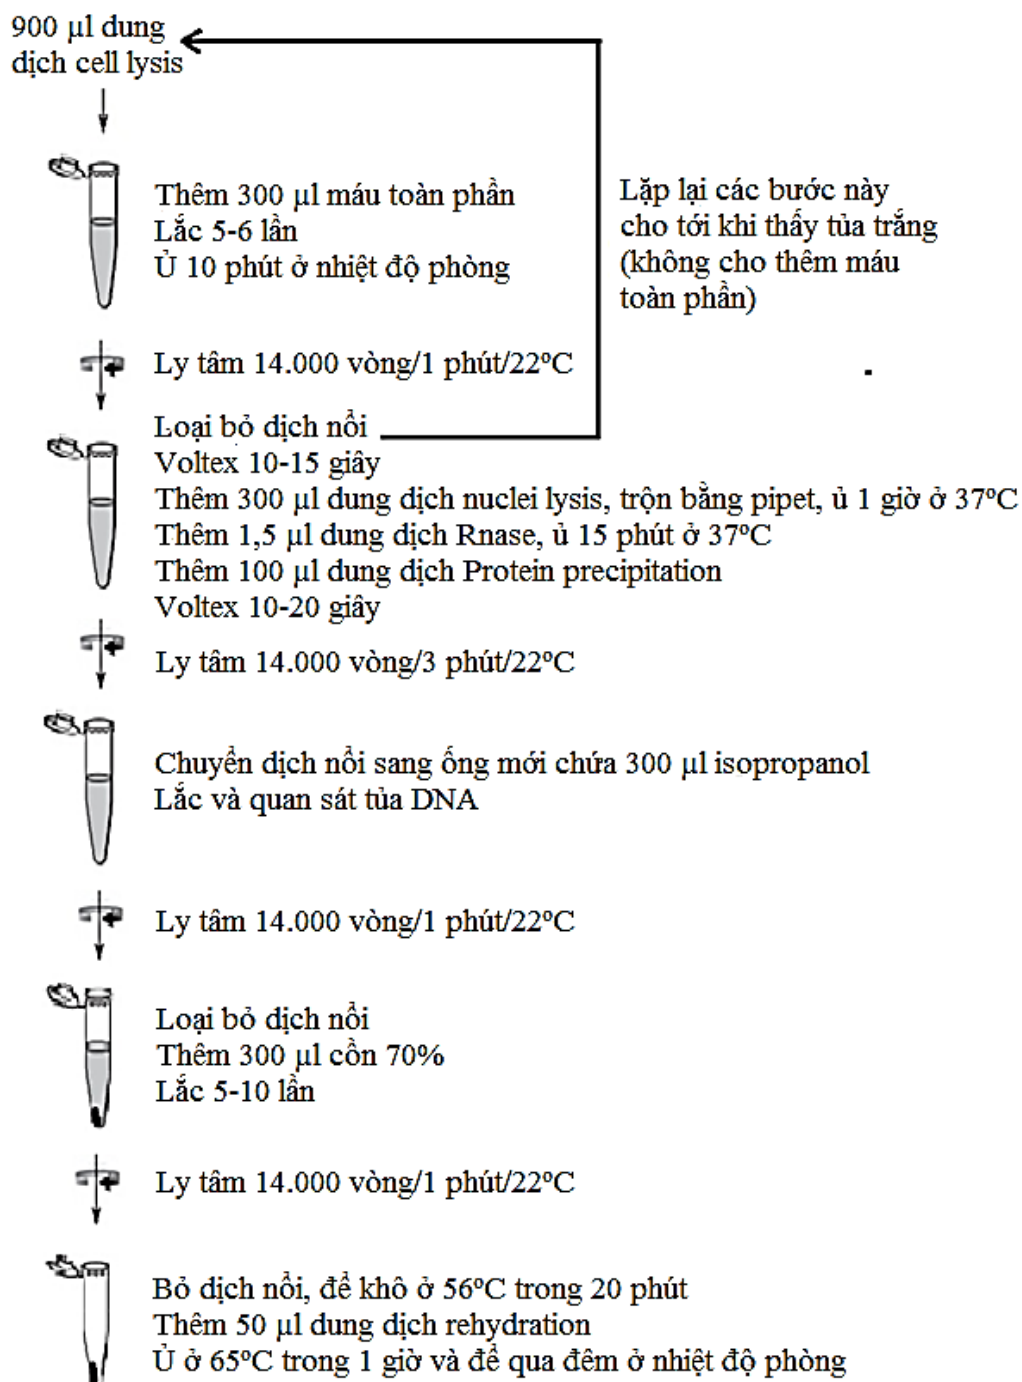 900 µl dung
dịch cell lysis
Thêm 300 µl máu toàn phần
Lắc 5-6 lần
Ủ 10 phút ở nhiệt độ phòng
Lặp lại các bước này
cho tới khi thấy tủa trắng
(không cho thêm máu
toàn phần)
Ly tâm 14.000 vòng/1 phút/22°C
Loại bỏ dịch nổi
Voltex 10-15 giây
Thêm 300 µl dung dịch nuclei lysis, trộn bằng pipet, ủ 1 giờ ở 37°C
Thêm 1,5 µl dung dịch Rnase, ủ 15 phút ở 37°C
Thêm 100 µl dung dịch Protein precipitation
Voltex 10-20 giây
Ly tâm 14.000 vòng/3 phút/22°C
Chuyển dịch nổi sang ống mới chứa 300 µl isopropanol
Lắc và quan sát tủa DNA
Ly tâm 14.000 vòng/1 phút/22°C
Loại bỏ dịch nổi
Thêm 300 µl cồn 70%
Lắc 5-10 lần
Ly tâm 14.000 vòng/1 phút/22°C
Bỏ dịch nổi, để khô ở 56°C trong 20 phút
Thêm 50 µl dung dịch rehydration
Ủ ở 65°C trong 1 giờ và để qua đêm ở nhiệt độ phòng